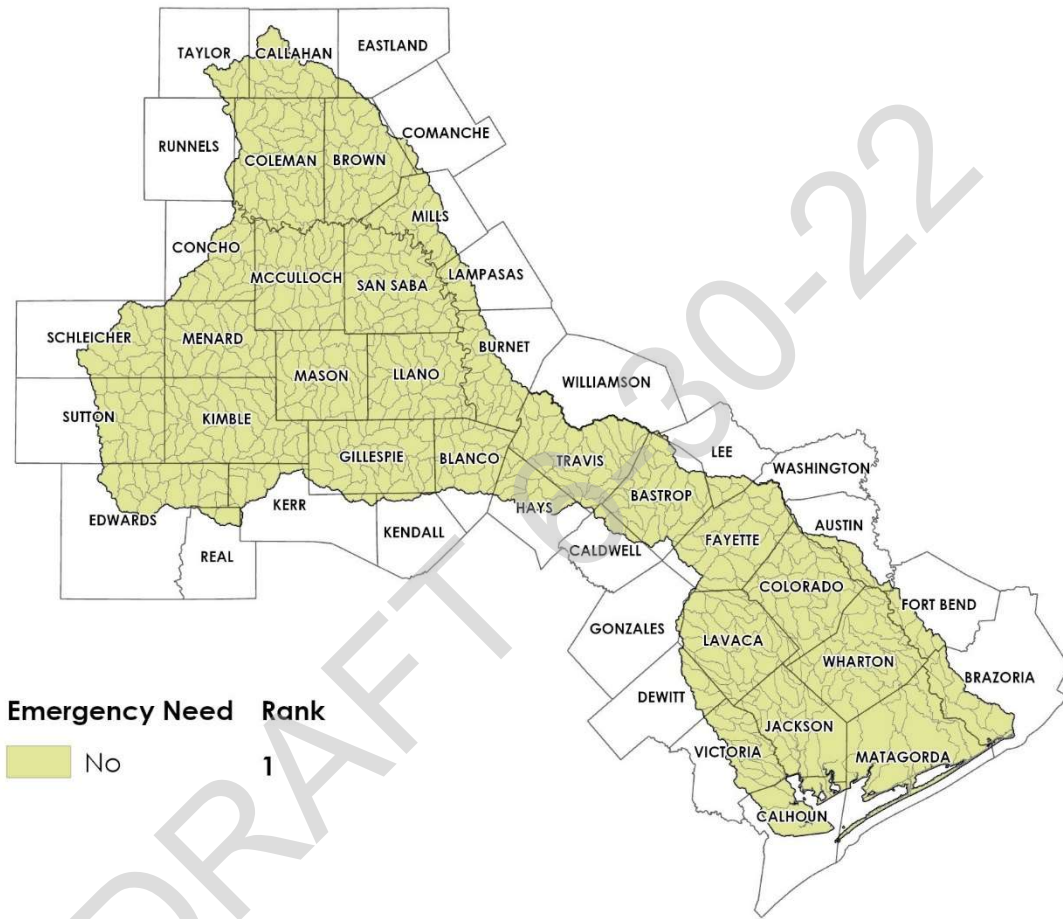 TAYLOR
CALLAHAN
EASTLAND
RUNNELS
COLEMAN
BROWN
COMANCHE
MILLS
CONCHO
MCCULLOCH
SAN SABA
LAMPASAS
SCHLEICHER
MENARD
BURNET
MASON
LLANO
WILLIAMSON
SUTTON
KIMBLE
GILLESPIE
BLANCO
TRAVIS
LEE
WASHINGTON
BASTROP
EDWARDS
KERR
HAYS
AUSTIN
REAL
KENDALL
CALDWELL
FAYETTE
COLORADO
FORT BEND
GONZALES
LAVACA
WHARTON
BRAZORIA
DEWITT
JACKSON
VICTORIA
MATAGORDA
CALHOUN
Emergency Need Rank
No 1
DRAFT 6-30-22